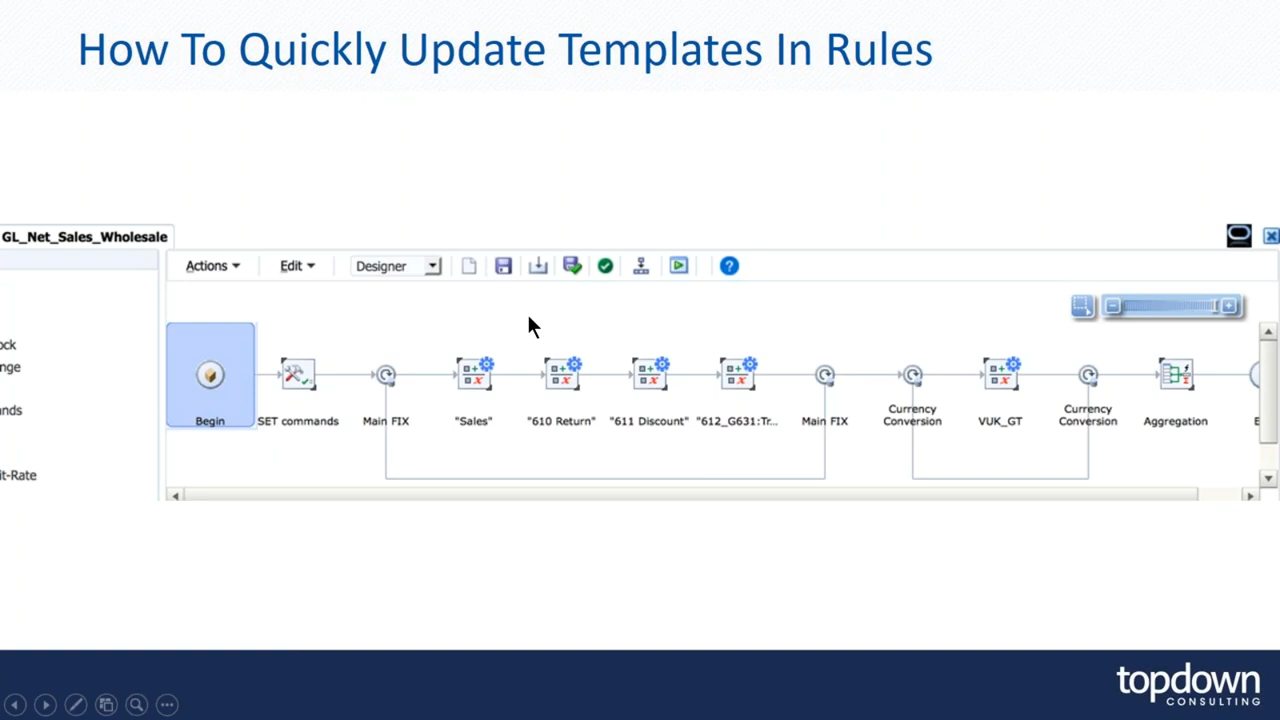 How To Quickly Update Templates In Rules
GL_Net_Sales_Wholesale
Actions Edit Designer
ock
nge
nds
it-Rate
Begin SET commands Main FIX "Sales" "610 Return" "611 Discount" "612_G631:Tr... Main FIX Currency Conversion VUK_GT Currency Conversion Aggregation E
topdown
CONSULTING